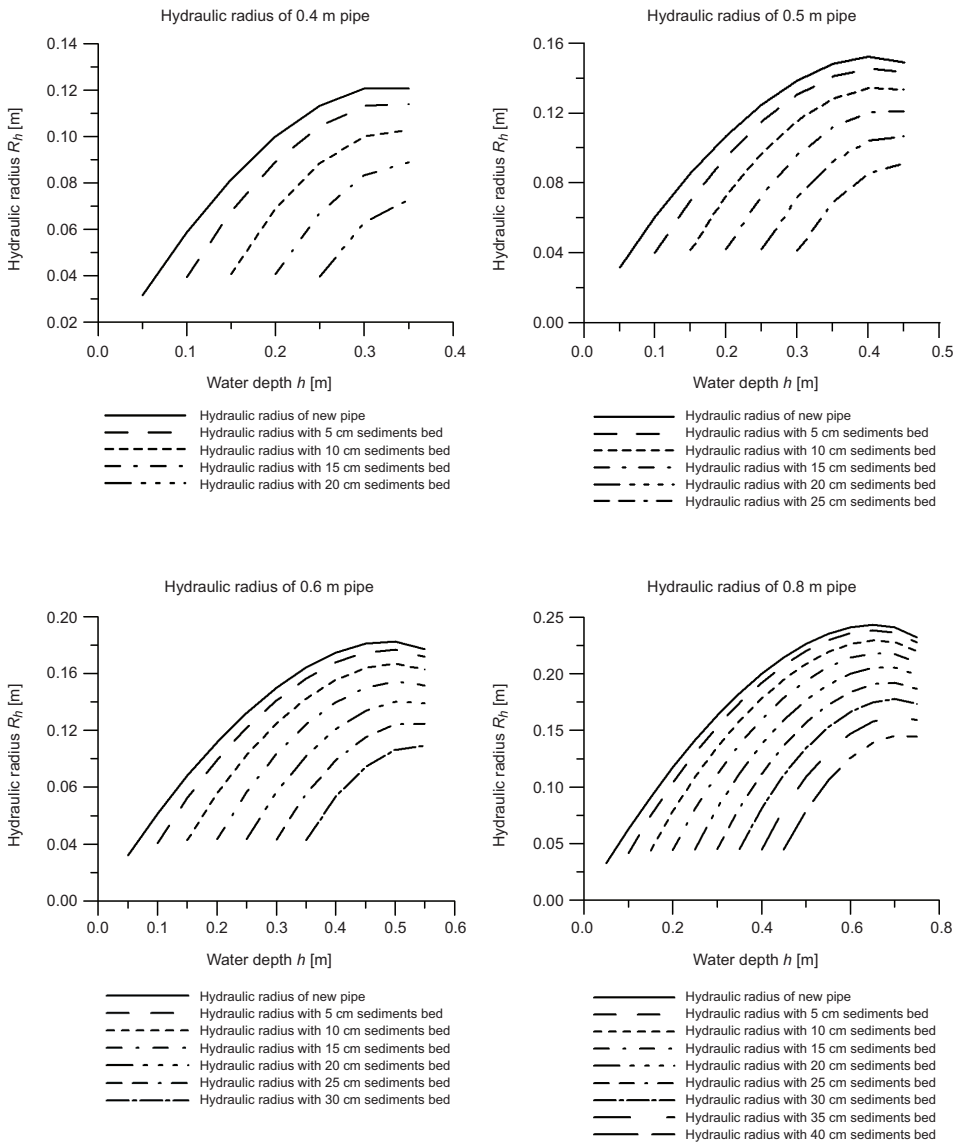 Hydraulic radius of 0.4 m pipe
Hydraulic radius Rh [m]
0.14
0.12
0.10
0.08
0.06
0.04
0.02
0.0 0.1 0.2 0.3 0.4
Water depth h [m]
Hydraulic radius of new pipe
Hydraulic radius with 5 cm sediments bed
Hydraulic radius with 10 cm sediments bed
Hydraulic radius with 15 cm sediments bed
Hydraulic radius with 20 cm sediments bed
Hydraulic radius of 0.5 m pipe
Hydraulic radius Rh [m]
0.16
0.12
0.08
0.04
0.00
0.0 0.1 0.2 0.3 0.4 0.5
Water depth h [m]
Hydraulic radius of new pipe
Hydraulic radius with 5 cm sediments bed
Hydraulic radius with 10 cm sediments bed
Hydraulic radius with 15 cm sediments bed
Hydraulic radius with 20 cm sediments bed
Hydraulic radius with 25 cm sediments bed
Hydraulic radius of 0.6 m pipe
Hydraulic radius Rh [m]
0.20
0.16
0.12
0.06
0.04
0.00
0.0 0.1 0.2 0.3 0.4 0.5 0.6
Water depth h [m]
Hydraulic radius of new pipe
Hydraulic radius with 5 cm sediments bed
Hydraulic radius with 10 cm sediments bed
Hydraulic radius with 15 cm sediments bed
Hydraulic radius with 20 cm sediments bed
Hydraulic radius with 25 cm sediments bed
Hydraulic radius with 30 cm sediments bed
Hydraulic radius of 0.8 m pipe
Hydraulic radius Rh [m]
0.25
0.20
0.15
0.10
0.05
0.00
0.0 0.2 0.4 0.6 0.8
Water depth h [m]
Hydraulic radius of new pipe
Hydraulic radius with 5 cm sediments bed
Hydraulic radius with 10 cm sediments bed
Hydraulic radius with 15 cm sediments bed
Hydraulic radius with 20 cm sediments bed
Hydraulic radius with 25 cm sediments bed
Hydraulic radius with 30 cm sediments bed
Hydraulic radius with 35 cm sediments bed
Hydraulic radius with 40 cm sediments bed